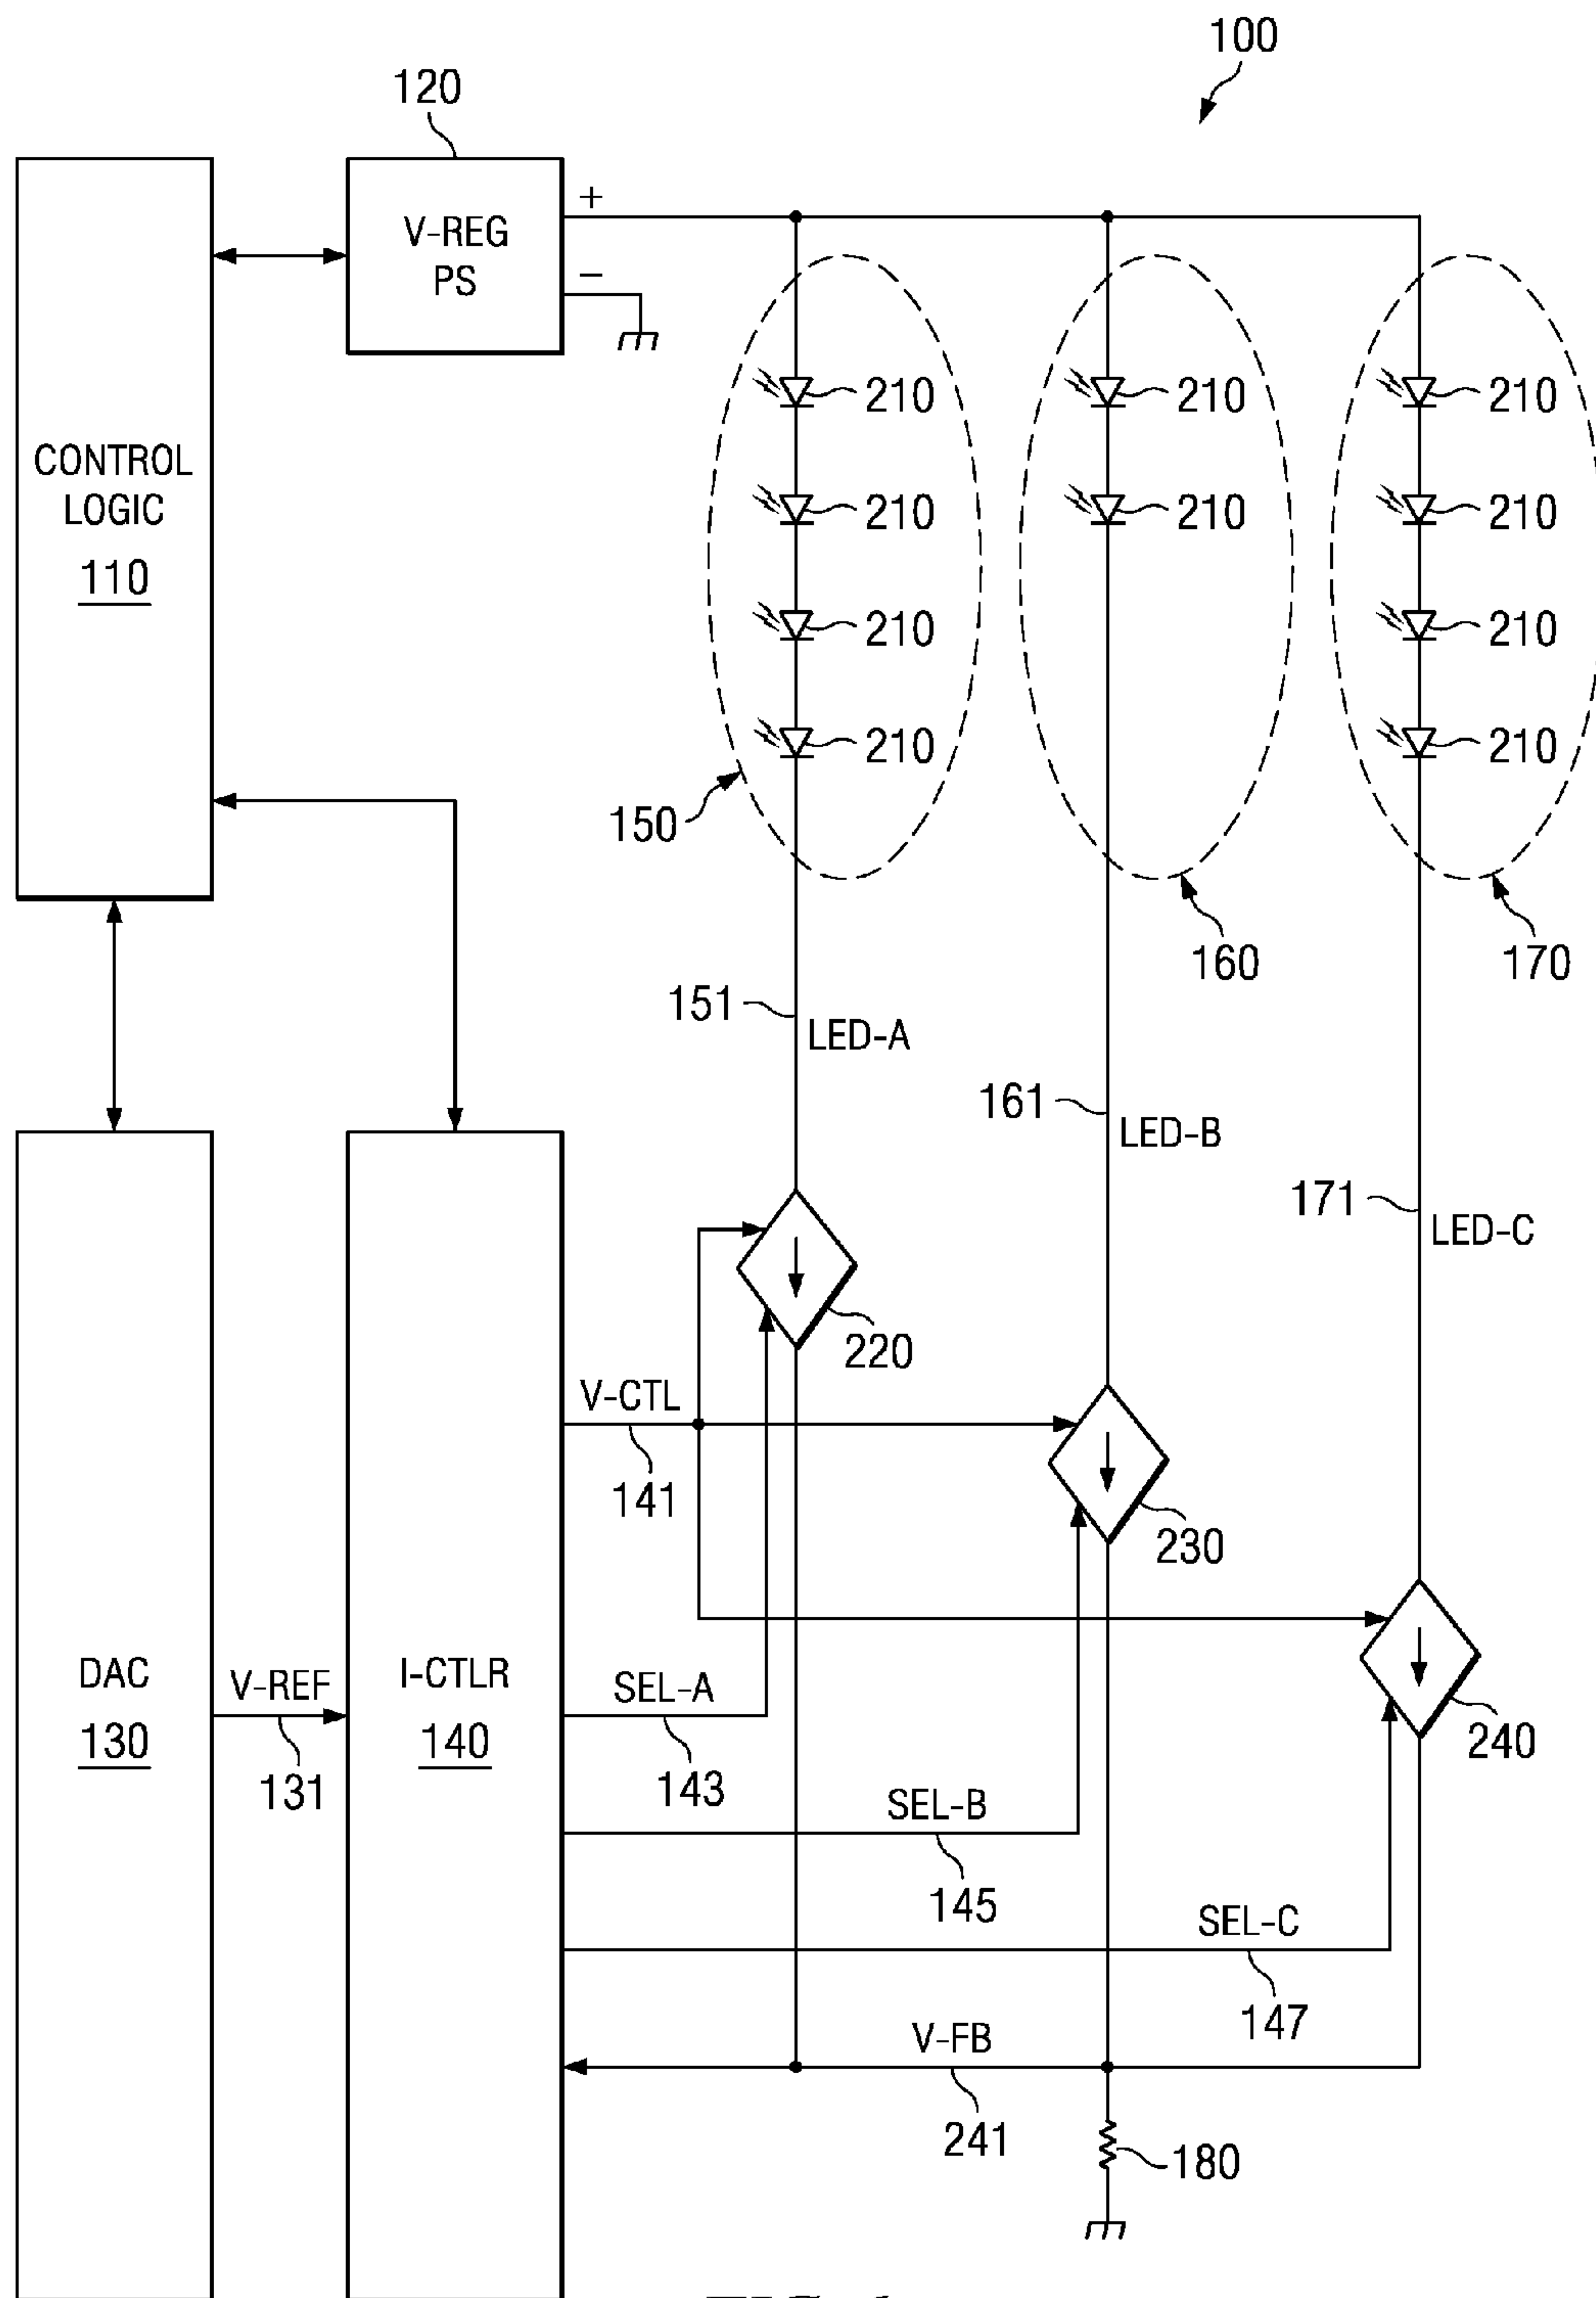 100
120
V-REG
PS
+
−
CONTROL
LOGIC
110
210
210
210
210
210
210
210
210
210
210
150
160
170
151
LED-A
161
LED-B
171
LED-C
220
V-CTL
141
230
DAC
130
V-REF
131
I-CTLR
140
SEL-A
143
240
SEL-B
145
SEL-C
147
V-FB
241
180